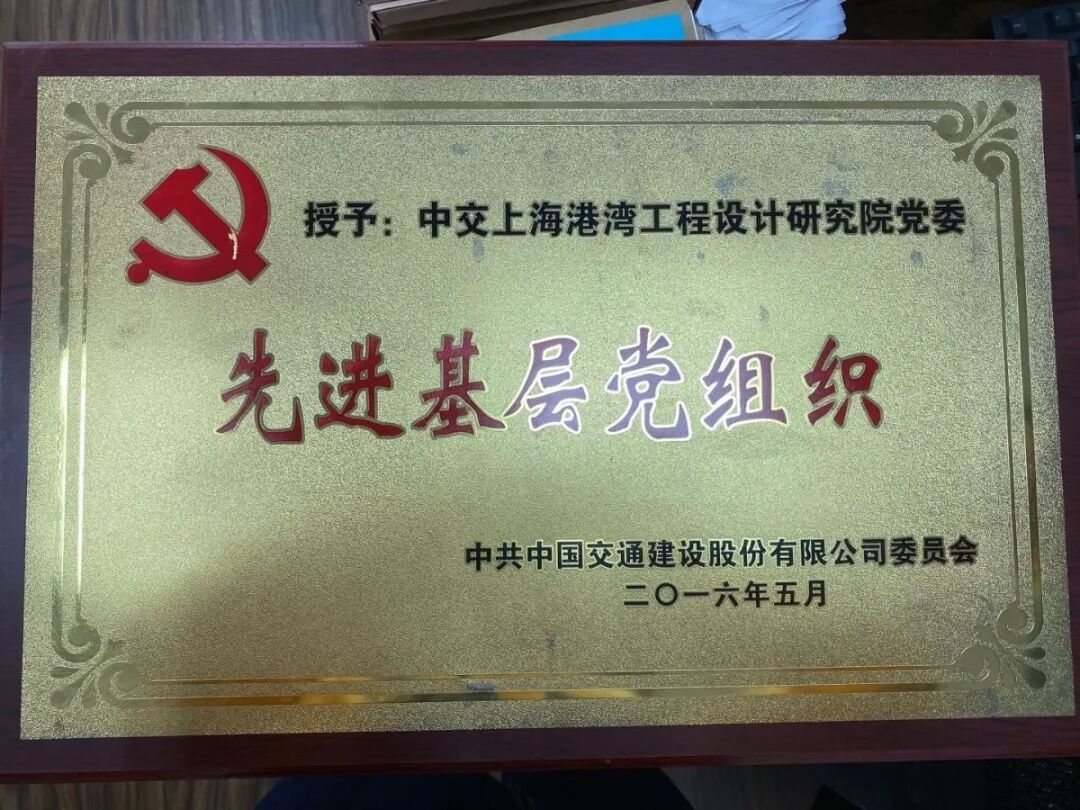 授予：中交上海港湾工程设计研究院党委
先进基层党组织
中共中国交通建设股份有限公司委员会
二〇一六年五月